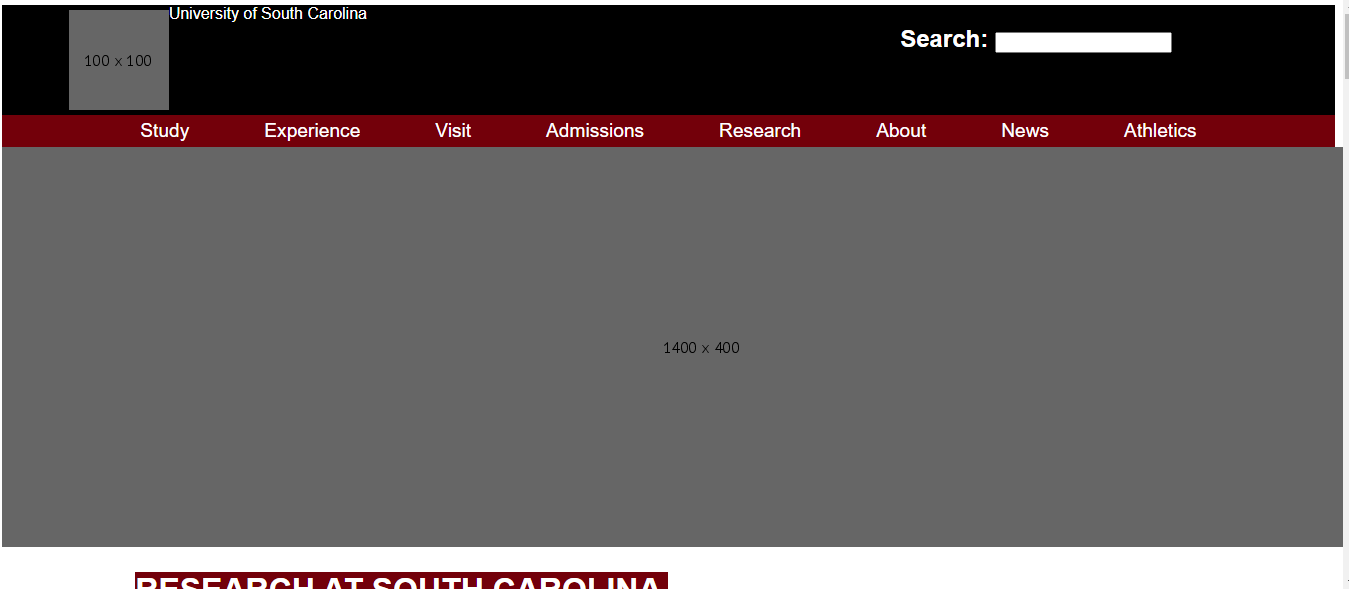 University of South Carolina
Search:
100 x 100
Study Experience Visit Admissions Research About News Athletics
1400 x 400
RESEARCH AT SOUTH CAROLINA